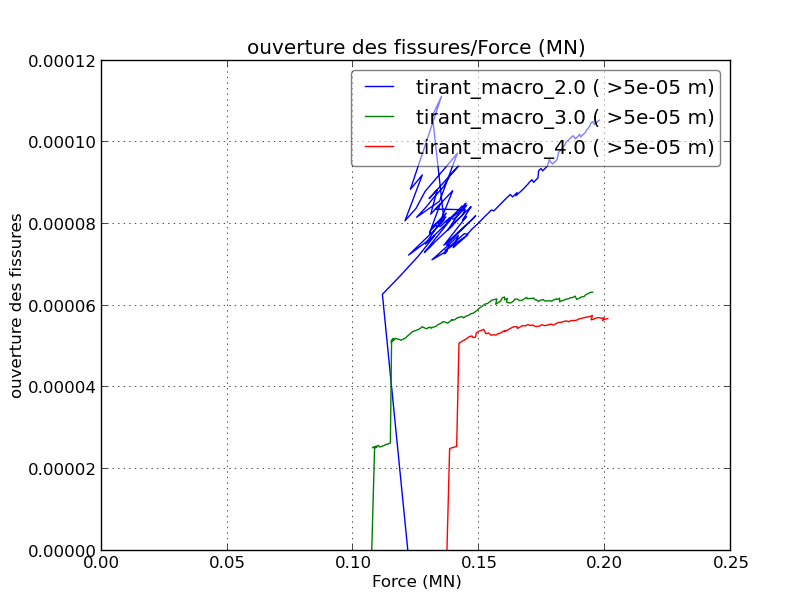 ouverture des fissures/Force (MN)
tirant_macro_2.0 ( >5e-05 m)
tirant_macro_3.0 ( >5e-05 m)
tirant_macro_4.0 ( >5e-05 m)
0.00012
0.00010
0.00008
0.00006
0.00004
0.00002
0.00000
ouverture des fissures
0.00 0.05 0.10 0.15 0.20 0.25
Force (MN)